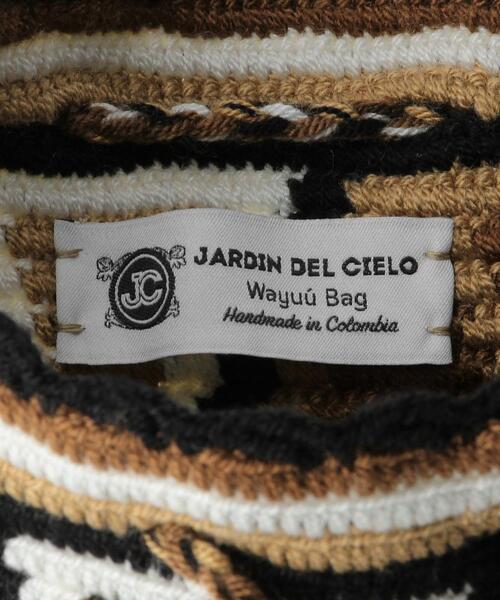 JC
JARDIN DEL CIELO
Wayuú Bag
Handmade in Colombia